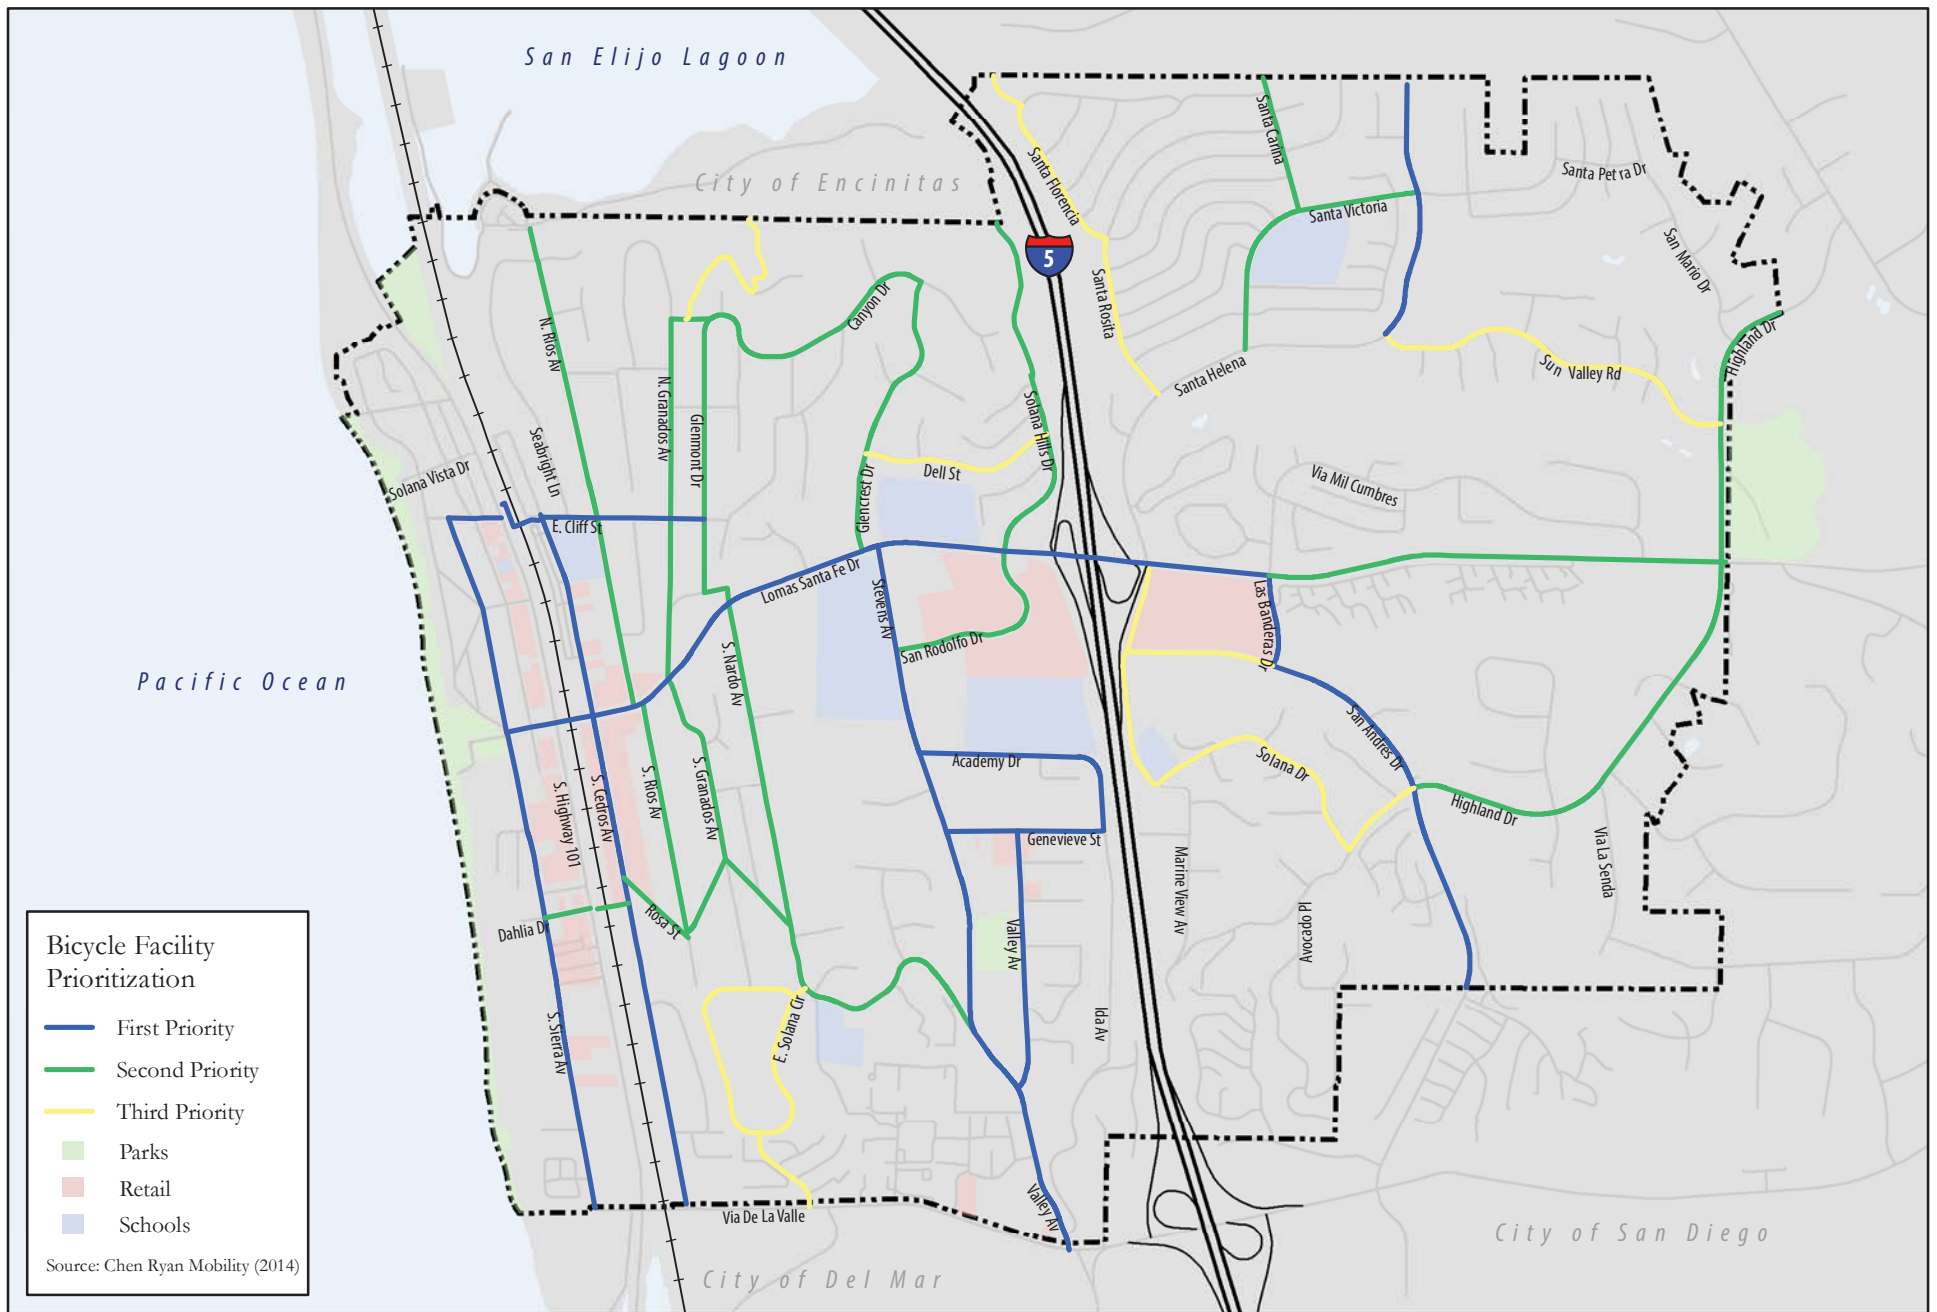 San Elijo Lagoon
City of Encinitas
Santa Florencia
Santa Carina
Santa Petra Dr
Santa Victoria
San Mario Dr
5
Santa Rosita
N. Rios Av
Canyon Dr
Highland Dr
Santa Helena
Sun Valley Rd
N. Granados Av
Glenmont Dr
Solana Hills Dr
Seabright Ln
Solana Vista Dr
Dell St
Glencrest Dr
Via Mil Cumbres
E. Cliff St
Lomas Santa Fe Dr
Stevens Av
Las Banderas Dr
San Rodolfo Dr
S. Nardo Av
Pacific Ocean
San Andres Dr
Academy Dr
Solana Dr
S. Highway 101
S. Cedros Av
S. Rios Av
S. Granados Av
Genevieve St
Highland Dr
Marine View Av
Via La Senda
Dahlia Dr
Rosa St
Valley Av
Avocedo Pl
Ida Av
S. Sierra Av
E. Solana Cir
Valley Av
Via De La Valle
City of San Diego
City of Del Mar
Bicycle Facility
Prioritization
First Priority
Second Priority
Third Priority
Parks
Retail
Schools
Source: Chen Ryan Mobility (2014)